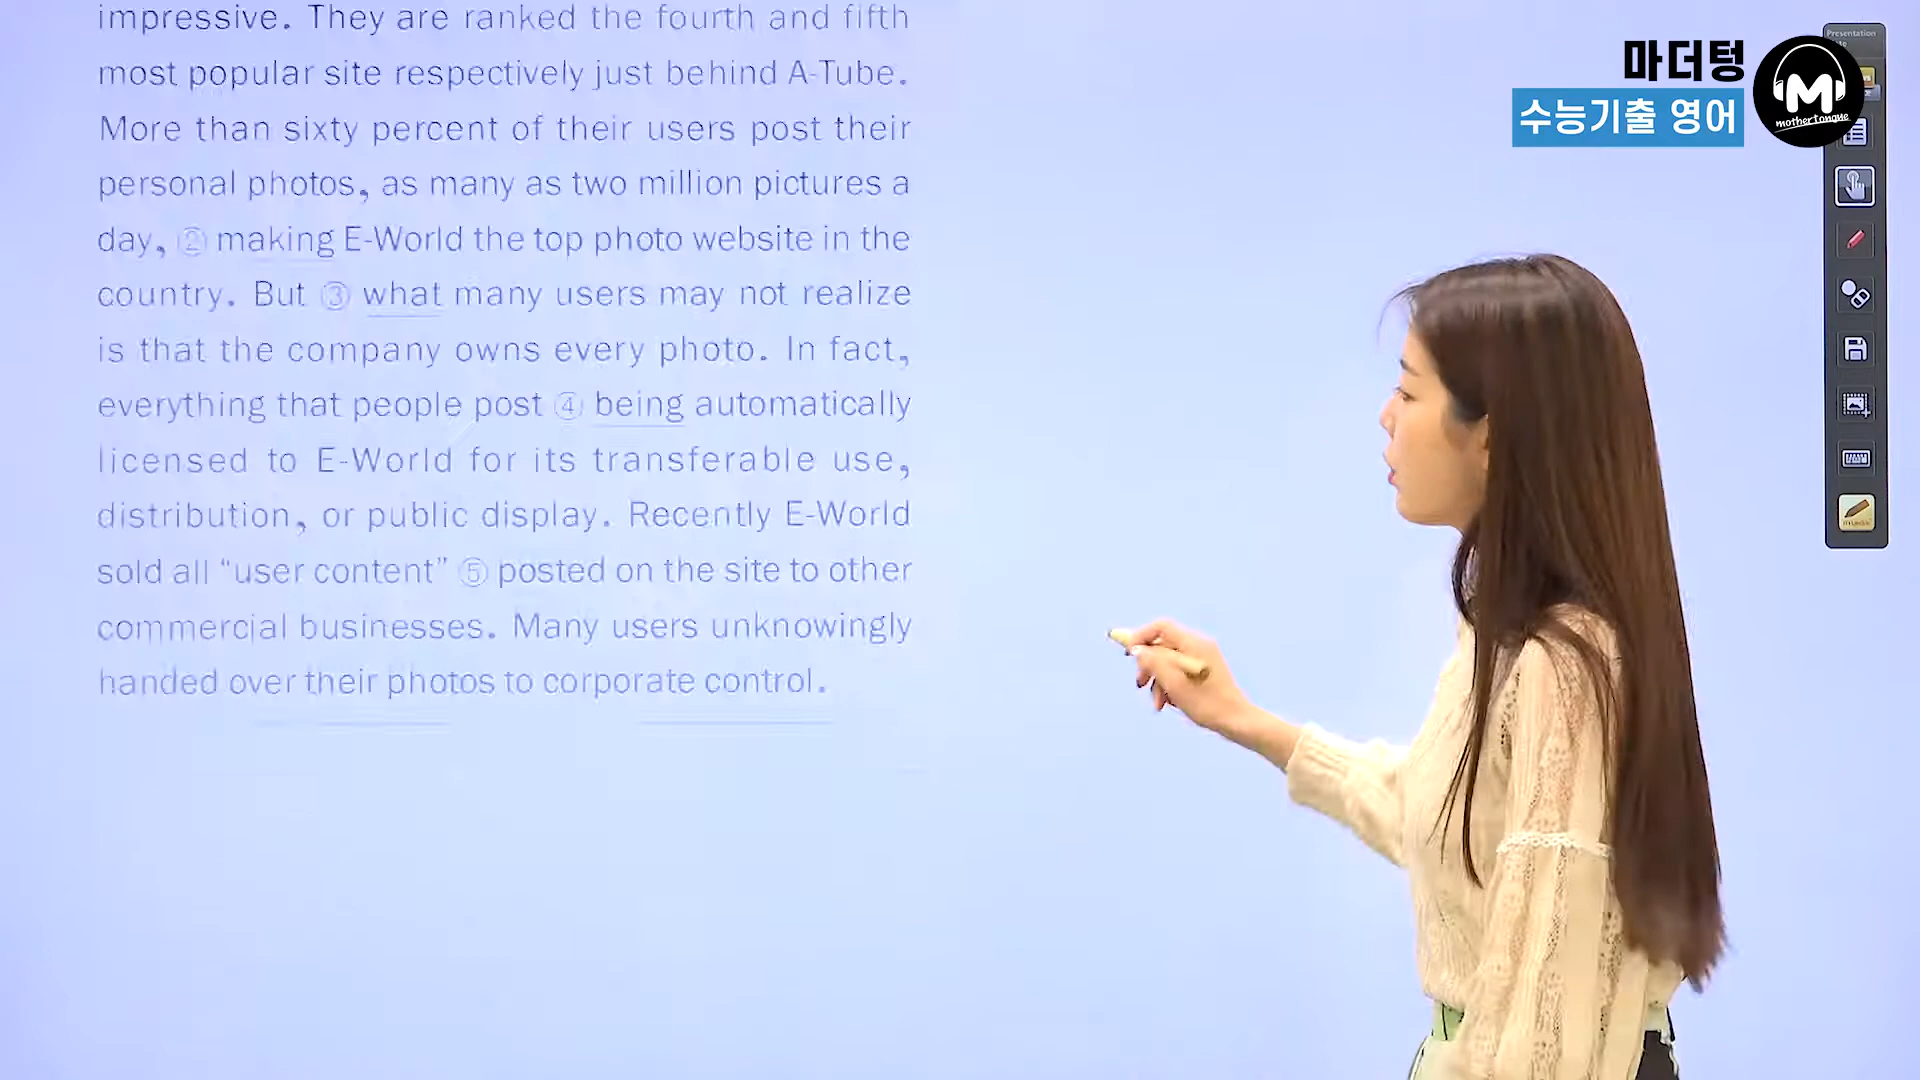 impressive. They are ranked the fourth and fifth
most popular site respectively just behind A-Tube.
More than sixty percent of their users post their
personal photos, as many as two million pictures a
day, ② making E-World the top photo website in the
country. But ③ what many users may not realize
is that the company owns every photo. In fact,
everything that people post ④ being automatically
licensed to E-World for its transferable use,
distribution, or public display. Recently E-World
sold all “user content” ⑤ posted on the site to other
commercial businesses. Many users unknowingly
handed over their photos to corporate control.
마더텅
수능기출 영어
M
mothertongue
Presentation